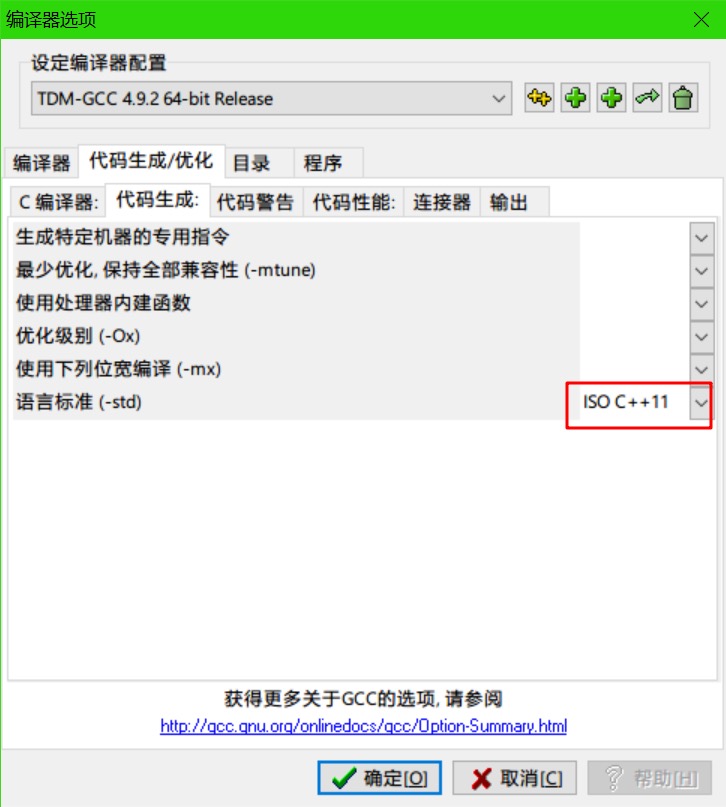 编译器选项
设定编译器配置
TDM-GCC 4.9.2 64-bit Release
编译器 代码生成/优化 目录 程序
C 编译器: 代码生成: 代码警告 代码性能: 连接器 输出
生成特定机器的专用指令
最少优化, 保持全部兼容性 (-mtune)
使用处理器内建函数
优化级别 (-Ox)
使用下列位宽编译 (-mx)
语言标准 (-std) ISO C++11
获得更多关于GCC的选项, 请参阅
http://gcc.gnu.org/onlinedocs/gcc/Option-Summary.html
确定[O] 取消[C] 帮助[H]